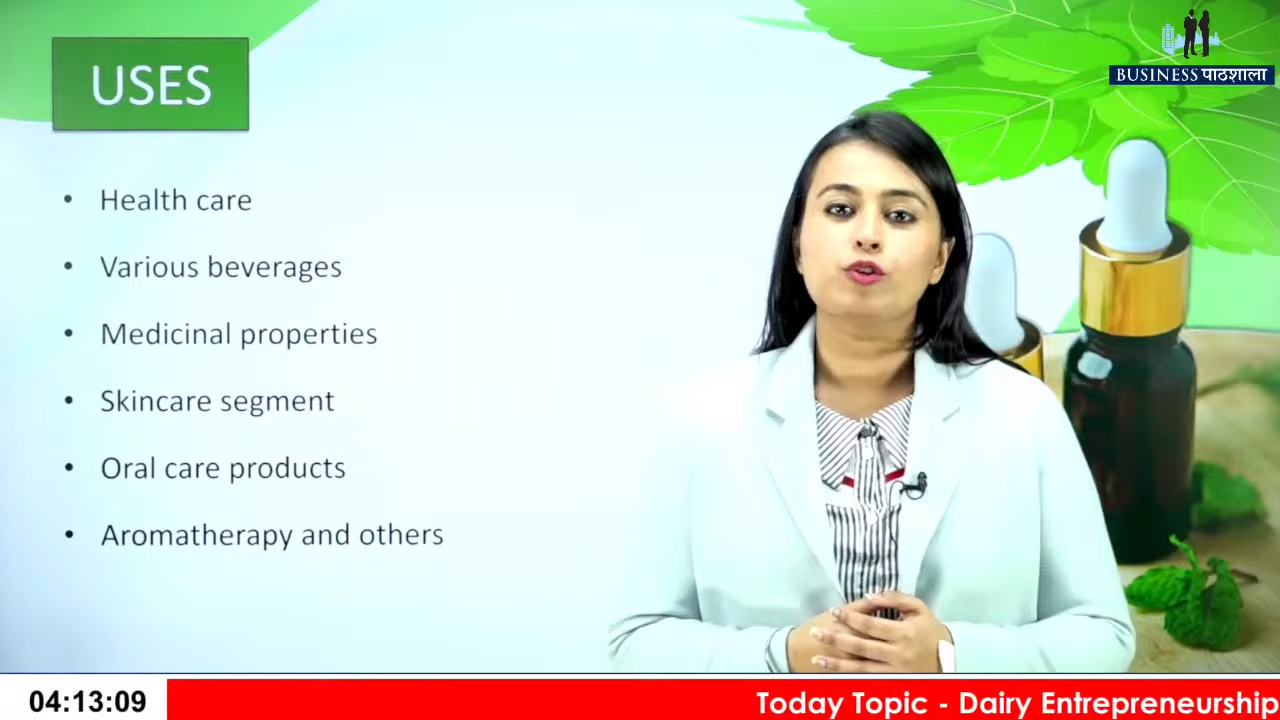 BUSINESS पाठशाला
USES
• Health care
• Various beverages
• Medicinal properties
• Skincare segment
• Oral care products
• Aromatherapy and others
04:13:09
Today Topic - Dairy Entrepreneurship